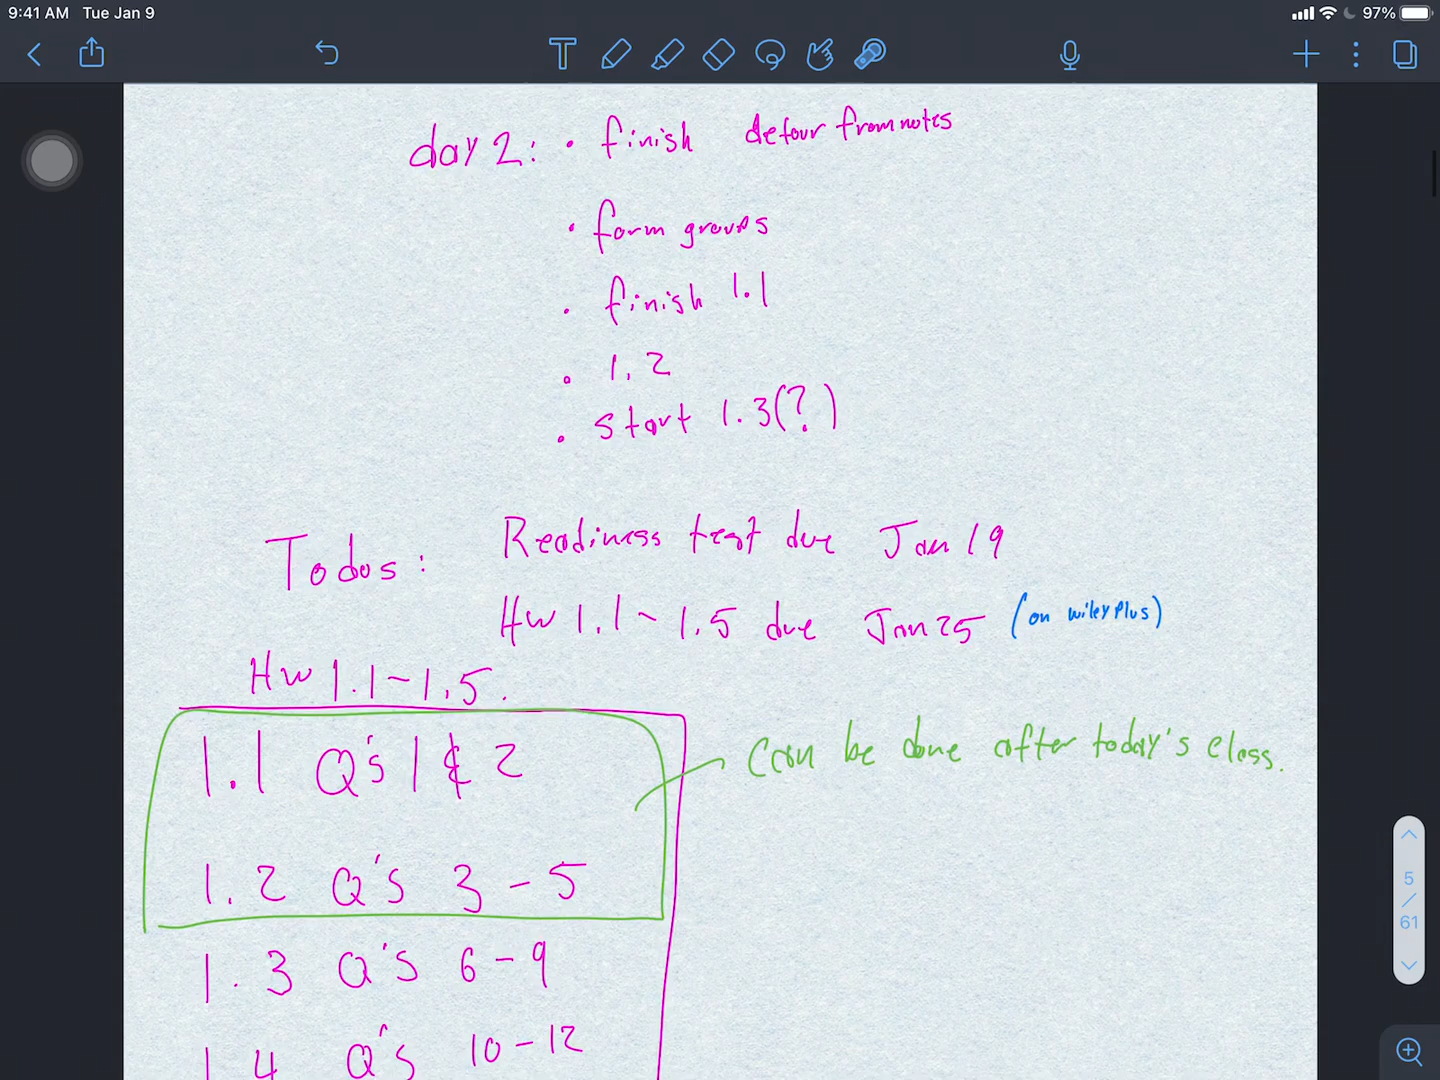 9:41 AM Tue Jan 9
97%
day 2: • finish detour from notes
• form groups
• finish 1.1
• 1.2
• start 1.3(?)
Todos: Readiness test due Jan 19
Hw 1.1~1.5 due Jan 25 (on wileyplus)
Hw 1.1~1.5.
1.1 Q's 1 & 2
can be done after today's class.
1.2 Q's 3-5
1.3 Q's 6-9
1.4 Q's 10-12
5
/
61